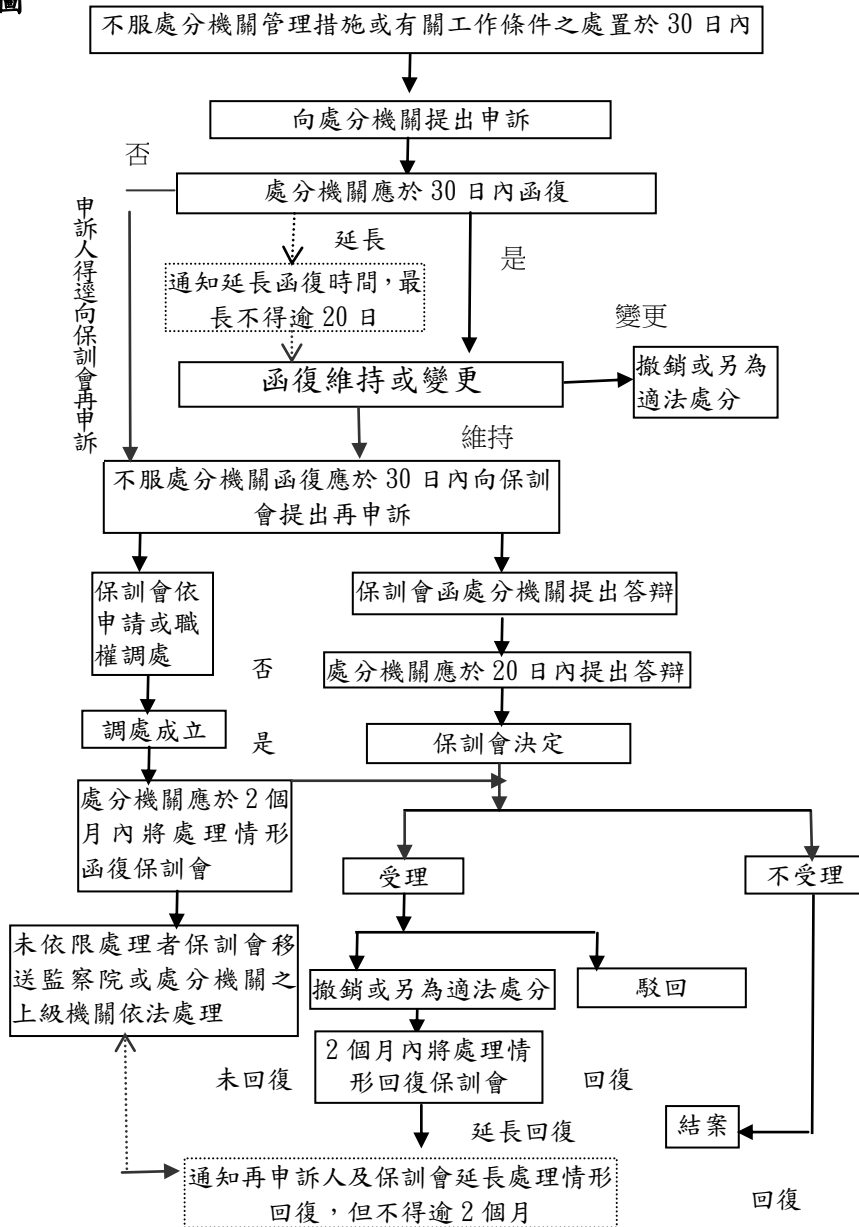 圖
不服處分機關管理措施或有關工作條件之處置於 30 日內
向處分機關提出申訴
否
處分機關應於 30 日內函復
申訴人得逕向保訓會再申訴
延長
是
通知延長函復時間，最
長不得逾 20 日
變更
函復維持或變更
撤銷或另為
適法處分
維持
不服處分機關函復應於 30 日內向保訓
會提出再申訴
保訓會依
申請或職
權調處
保訓會函處分機關提出答辯
否
處分機關應於 20 日內提出答辯
調處成立
是
保訓會決定
處分機關應於 2 個
月內將處理情形
函復保訓會
受理
不受理
未依限處理者保訓會移
送監察院或處分機關之
上級機關依法處理
撤銷或另為適法處分
駁回
2 個月內將處理情
形回復保訓會
未回復
回復
延長回復
結案
通知再申訴人及保訓會延長處理情形
回復，但不得逾 2 個月
回復